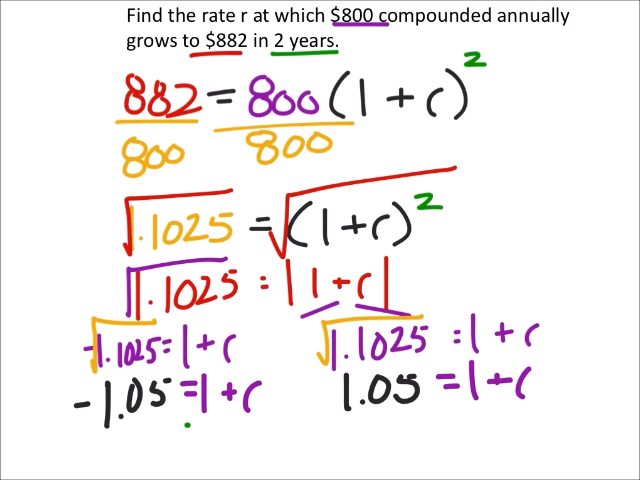 Find the rate r at which $800 compounded annually
grows to $882 in 2 years.
882 = 800(1 + r)²
800 800
√1.1025 = √(1+r)²
√1.1025 = |1+r|
-√1.1025 = 1+r √1.1025 = 1+r
-1.05 = 1+r 1.05 = 1+r